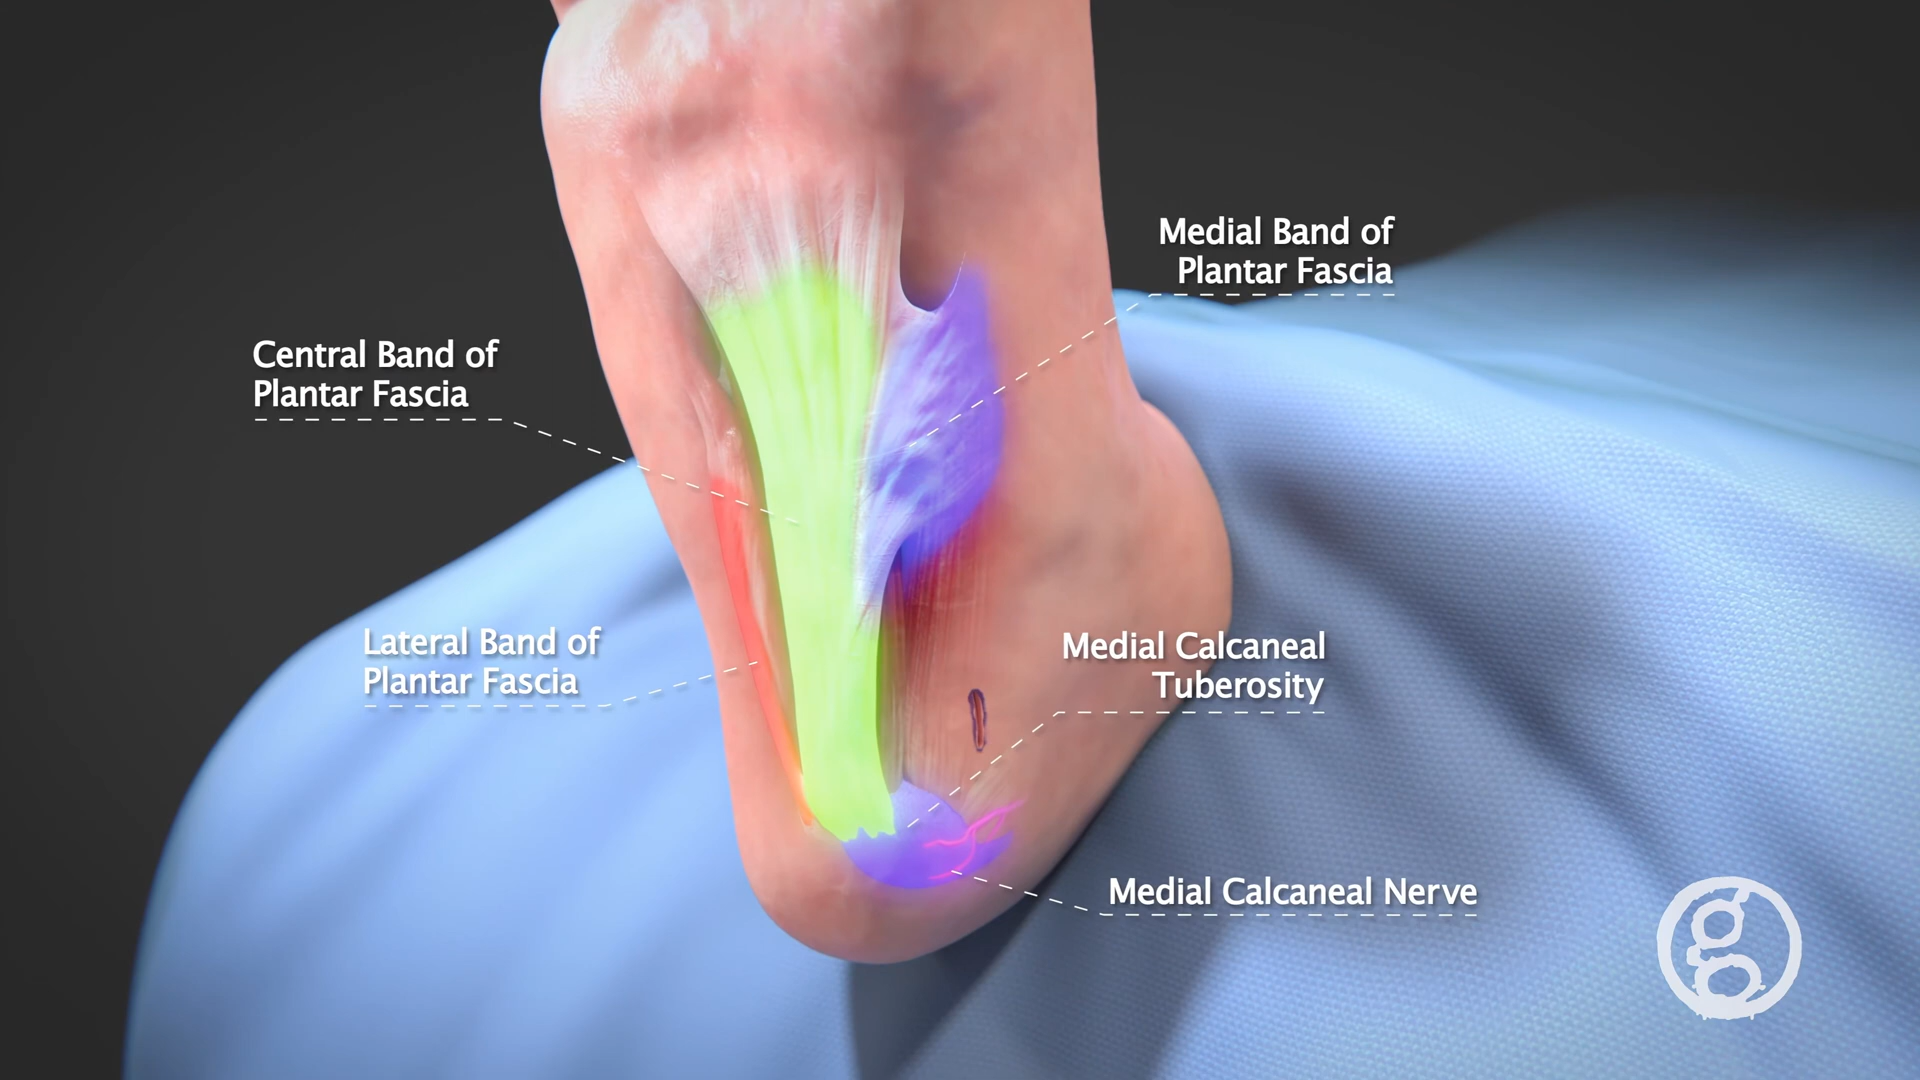 Medial Band of
Plantar Fascia
Central Band of
Plantar Fascia
Lateral Band of
Plantar Fascia
Medial Calcaneal
Tuberosity
Medial Calcaneal Nerve
g